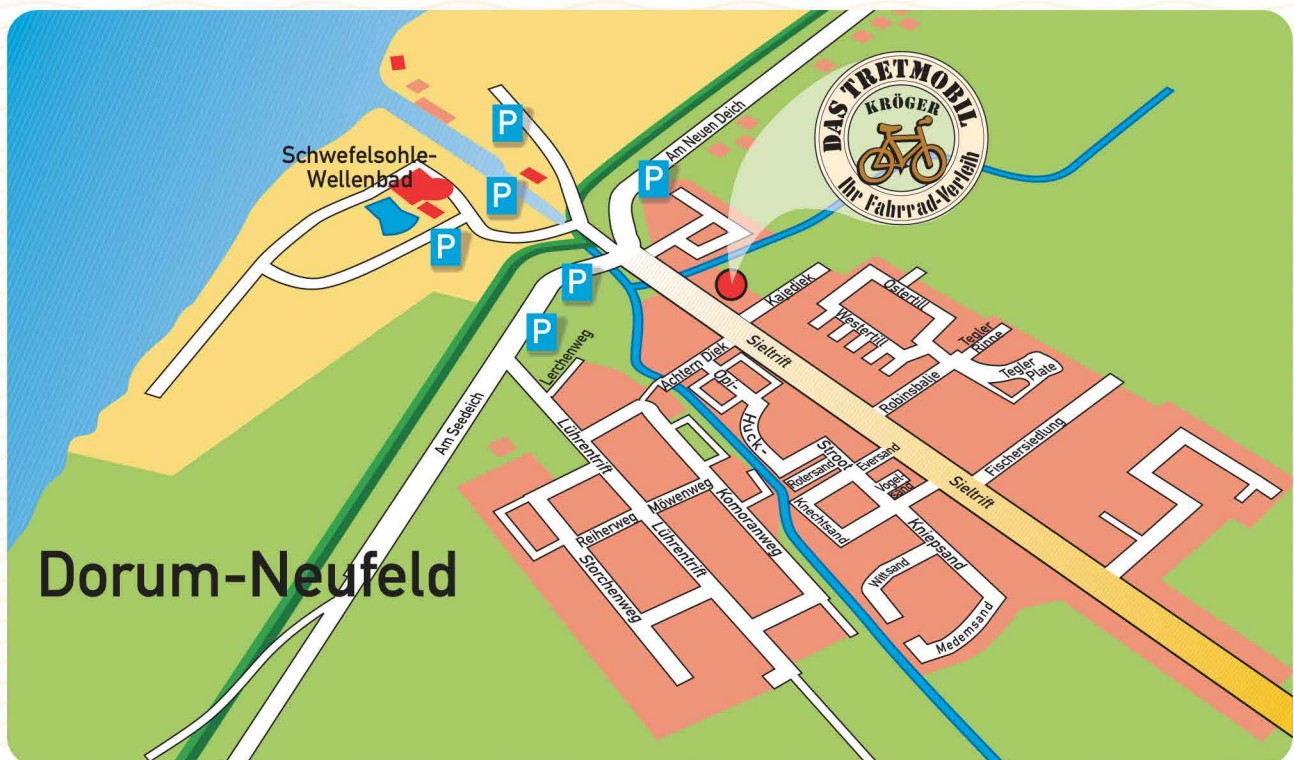 DAS TRETMOBIL
KRÖGER
Ihr Fahrrad-Verleih
P
P
P
P
P
P
Am Neuen Deich
Schwefelsohle-
Wellenbad
Kajediek
Ostertill
Westertill
Tegler
Rinne
Tegler
Plate
Robinsbalje
Sieltrift
Lerchenweg
Achtern Diek
Opi-
Huck-
Stroot
Am Seedeich
Lührentrift
Eversand
Rotersand
Vogel-
sand
Fischersiedlung
Sieltrift
Knechtsand
Kniepsand
Möwenweg
Komoranweg
Reiherweg
Lührentrift
Storchenweg
Wittsand
Medemsand
Dorum-Neufeld